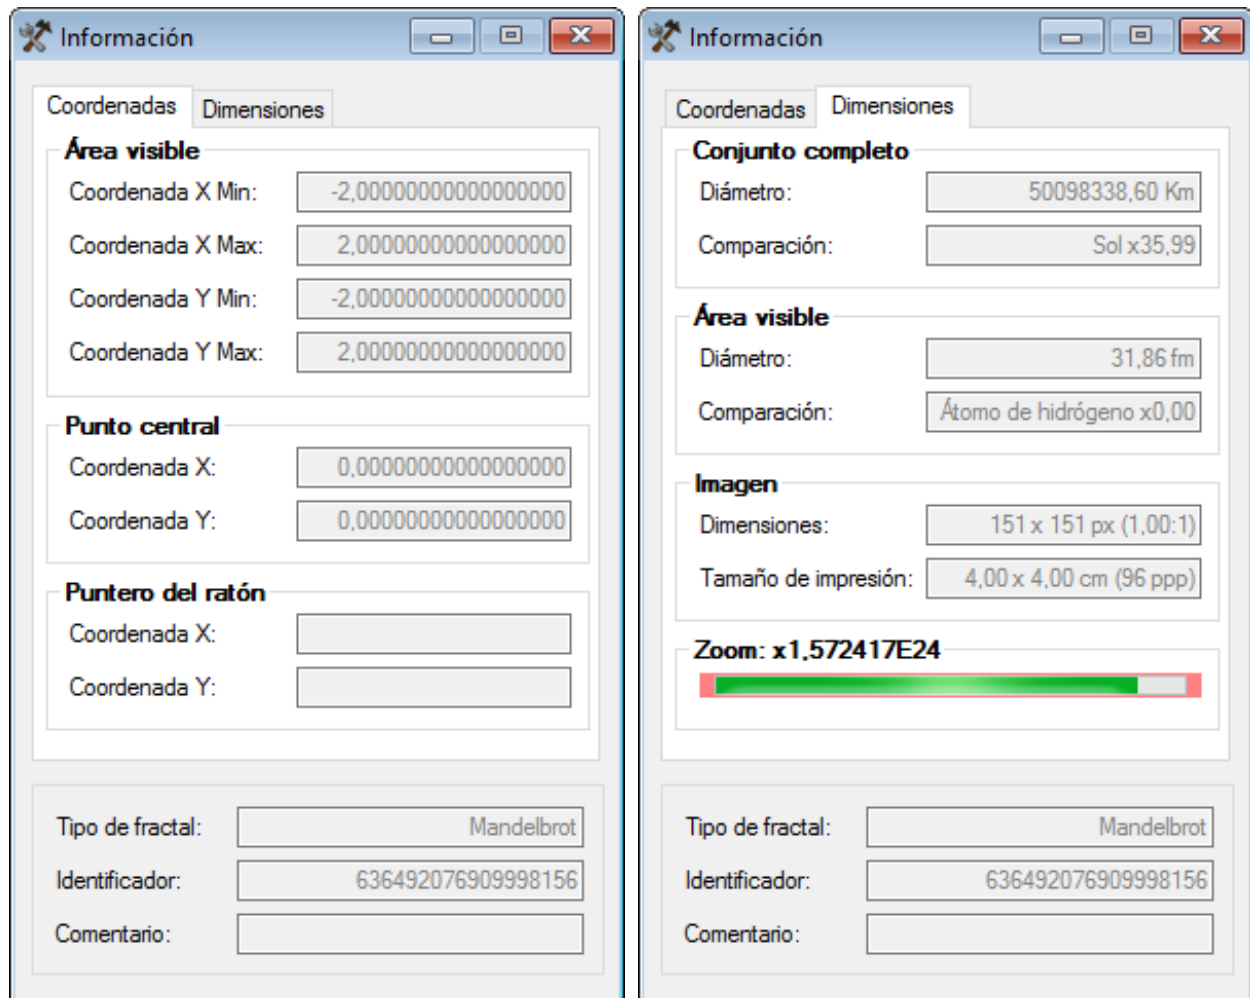 Información
Coordenadas Dimensiones
Área visible
Coordenada X Min: -2,00000000000000000
Coordenada X Max: 2,00000000000000000
Coordenada Y Min: -2,00000000000000000
Coordenada Y Max: 2,00000000000000000
Punto central
Coordenada X: 0,00000000000000000
Coordenada Y: 0,00000000000000000
Puntero del ratón
Coordenada X:
Coordenada Y:
Tipo de fractal: Mandelbrot
Identificador: 636492076909998156
Comentario:
Información
Coordenadas Dimensiones
Conjunto completo
Diámetro: 50098338,60 Km
Comparación: Sol x35,99
Área visible
Diámetro: 31,86 fm
Comparación: Átomo de hidrógeno x0,00
Imagen
Dimensiones: 151 x 151 px (1,00:1)
Tamaño de impresión: 4,00 x 4,00 cm (96 ppp)
Zoom: x1,572417E24
Tipo de fractal: Mandelbrot
Identificador: 636492076909998156
Comentario: